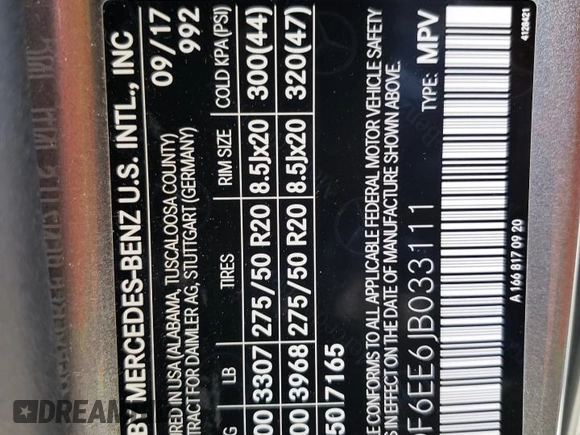 BY MERCEDES-BENZ U.S. INTL., INC
IRED IN USA (ALABAMA, TUSCALOOSA COUNTY) 09/17
TRACT FOR DAIMLER AG, STUTTGART (GERMANY) 992
G LB TIRES RIM SIZE COLD KPA (PSI)
00 3307 275/50 R20 8.5Jx20 300(44)
00 3968 275/50 R20 8.5Jx20 320(47)
50 7165
E CONFORMS TO ALL APPLICABLE FEDERAL MOTOR VEHICLE SAFETY
S IN EFFECT ON THE DATE OF MANUFACTURE SHOWN ABOVE.
F6EE6JB033111 TYPE: MPV
A 166 817 09 20 4128421
DREAM